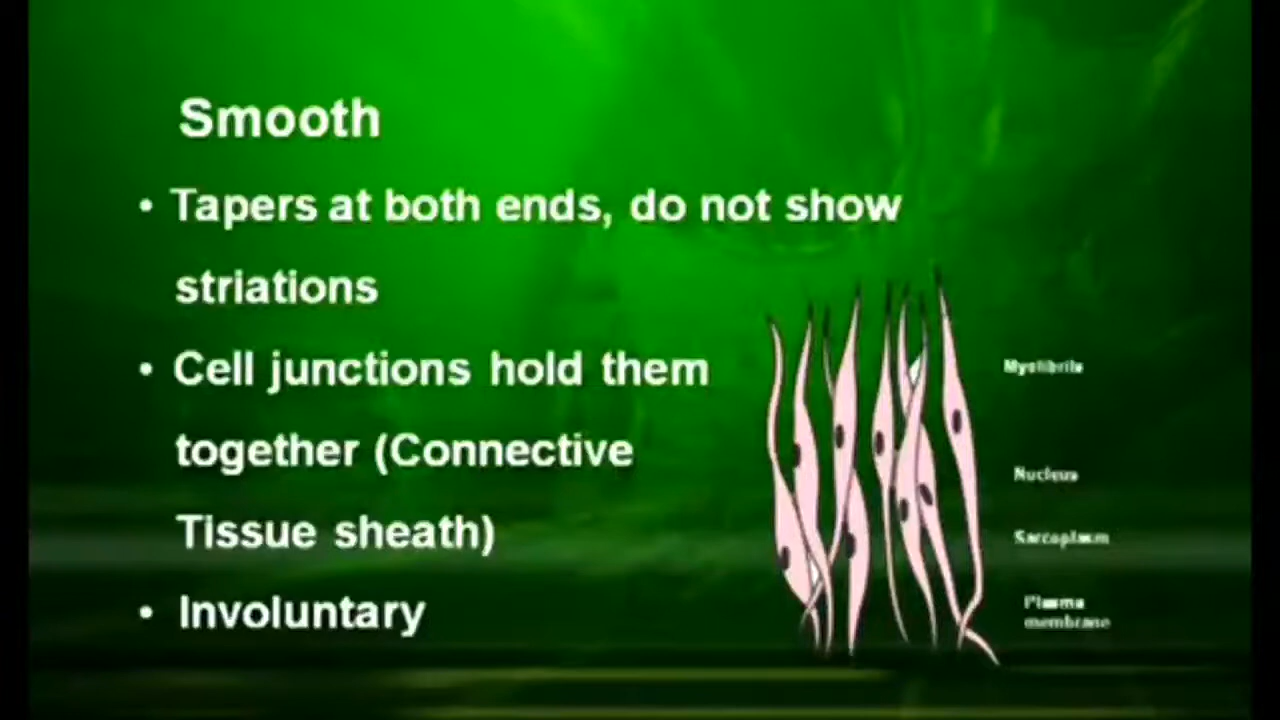 Smooth
• Tapers at both ends, do not show
striations
• Cell junctions hold them
together (Connective
Tissue sheath)
• Involuntary
Myofibrils
Nucleus
Sarcoplasm
Plasma
membrane